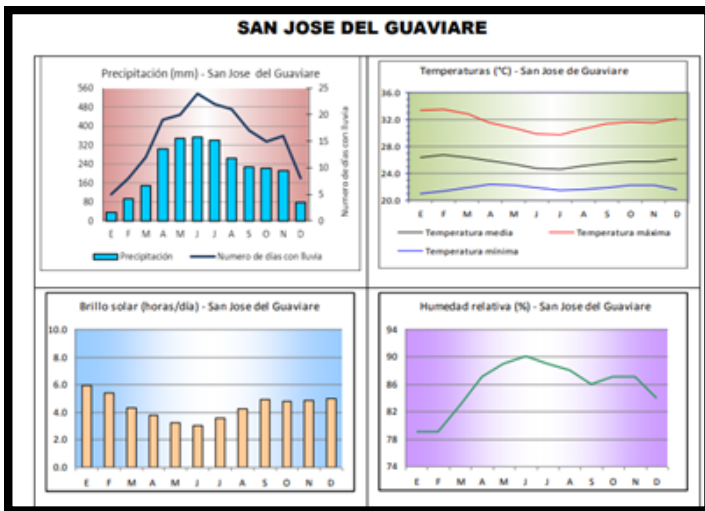 SAN JOSE DEL GUAVIARE
Precipitación (mm) - San Jose del Guaviare
560
480
400
320
240
160
80
0
25
20
15
10
5
0
Numero de días con lluvia
E F M A M J J A S O N D
Precipitación Numero de días con lluvia
Temperaturas (°C) - San Jose de Guaviare
36.0
32.0
28.0
24.0
20.0
E F M A M J J A S O N D
Temperatura media Temperatura máxima
Temperatura mínima
Brillo solar (horas/día) - San Jose del Guaviare
10.0
8.0
6.0
4.0
2.0
0.0
E F M A M J J A S O N D
Humedad relativa (%) - San Jose del Guaviare
94
90
86
82
78
74
E F M A M J J A S O N D